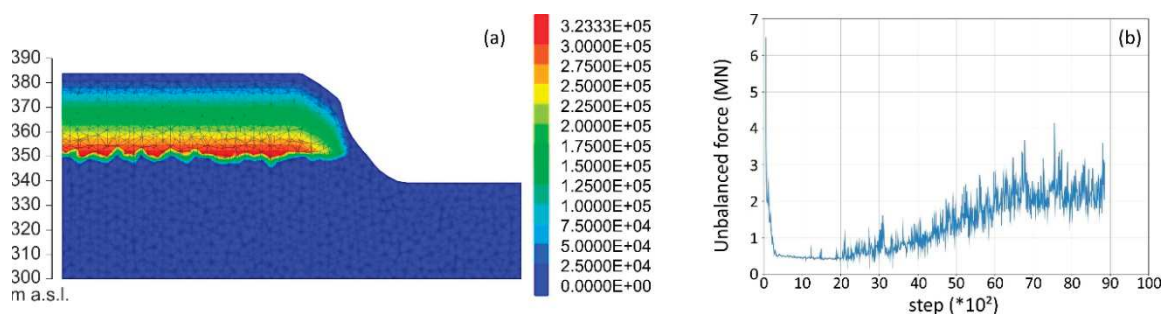 (a)
390
380
370
360
350
340
330
320
310
300
m a.s.l.
3.2333E+05
3.0000E+05
2.7500E+05
2.5000E+05
2.2500E+05
2.0000E+05
1.7500E+05
1.5000E+05
1.2500E+05
1.0000E+05
7.5000E+04
5.0000E+04
2.5000E+04
0.0000E+00
(b)
Unbalanced force (MN)
7
6
5
4
3
2
1
0
0 10 20 30 40 50 60 70 80 90 100
step (*10²)